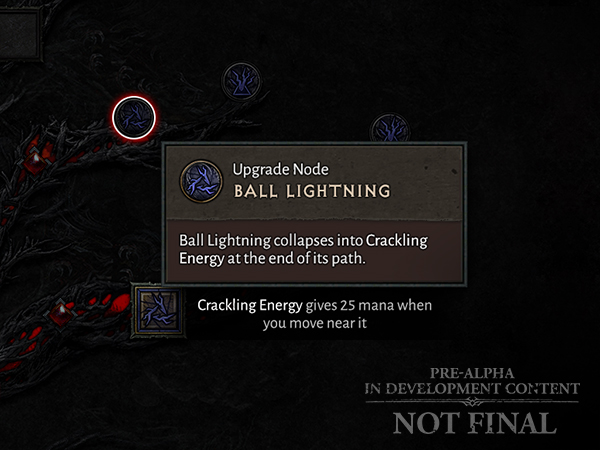 Upgrade Node
BALL LIGHTNING
Ball Lightning collapses into Crackling
Energy at the end of its path.
Crackling Energy gives 25 mana when
you move near it
PRE-ALPHA
IN DEVELOPMENT CONTENT
NOT FINAL